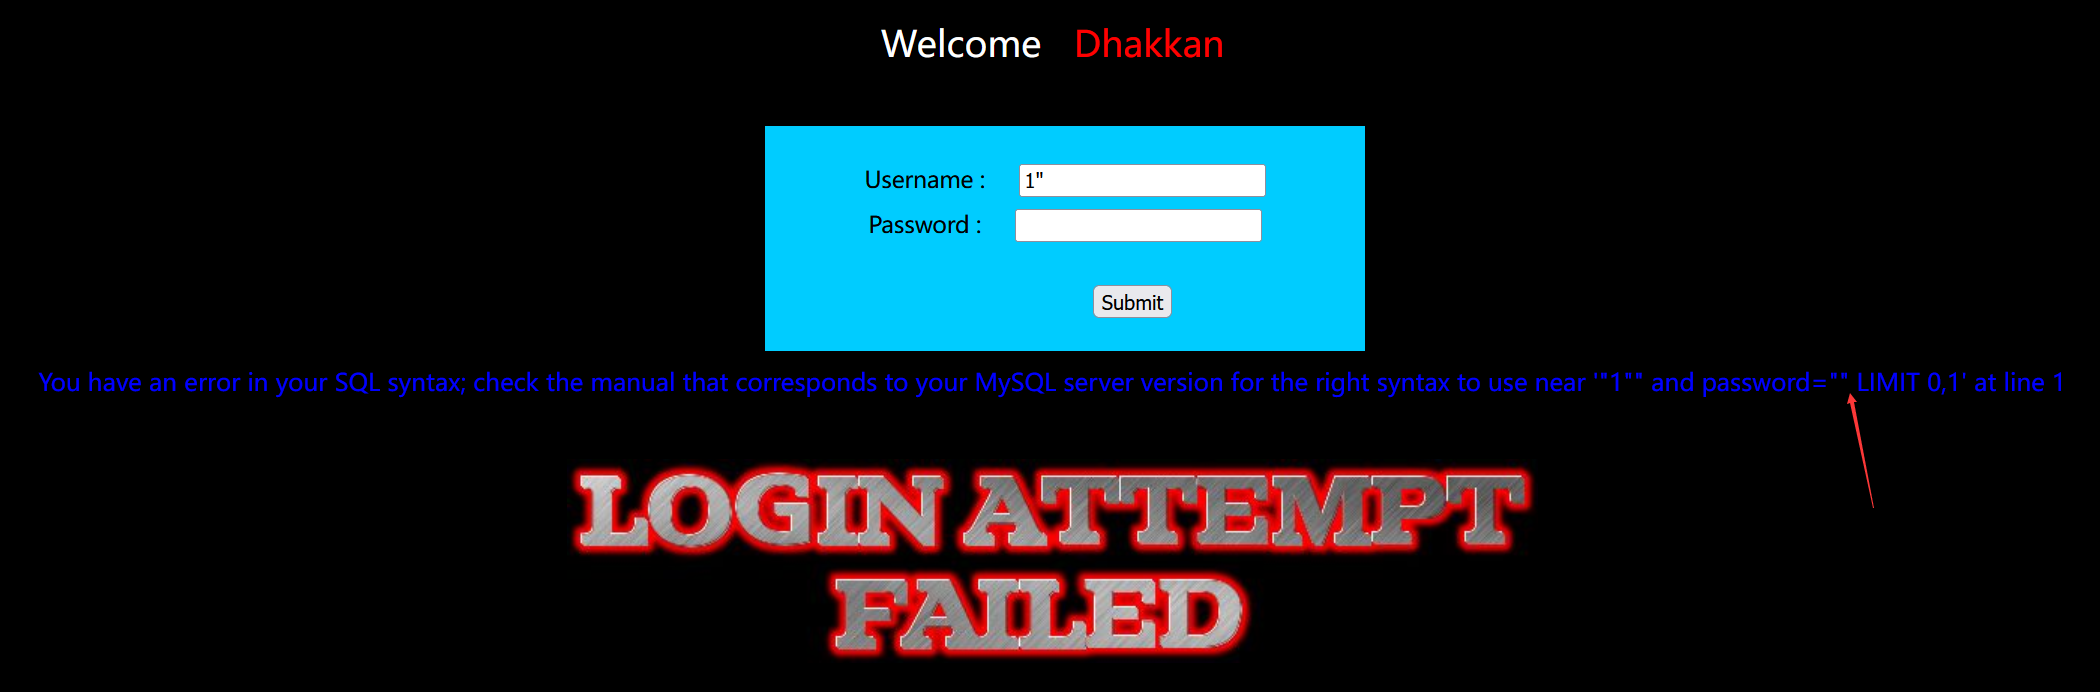 Welcome Dhakkan
Username : 1"
Password :
Submit
You have an error in your SQL syntax; check the manual that corresponds to your MySQL server version for the right syntax to use near '"1"" and password="" LIMIT 0,1' at line 1
LOGIN ATTEMPT
FAILED